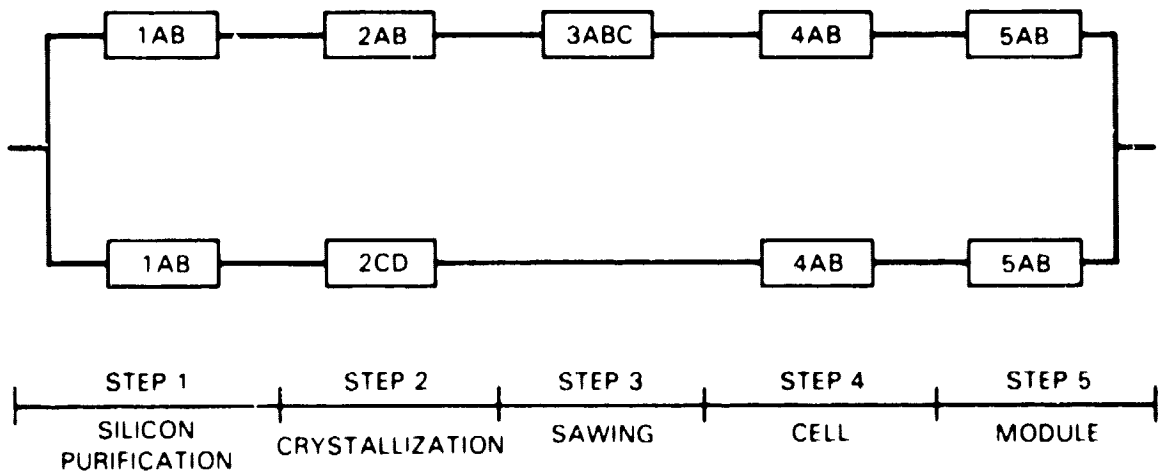 1AB 2AB 3ABC 4AB 5AB
1AB 2CD 4AB 5AB
STEP 1 STEP 2 STEP 3 STEP 4 STEP 5
SILICON PURIFICATION CRYSTALLIZATION SAWING CELL MODULE